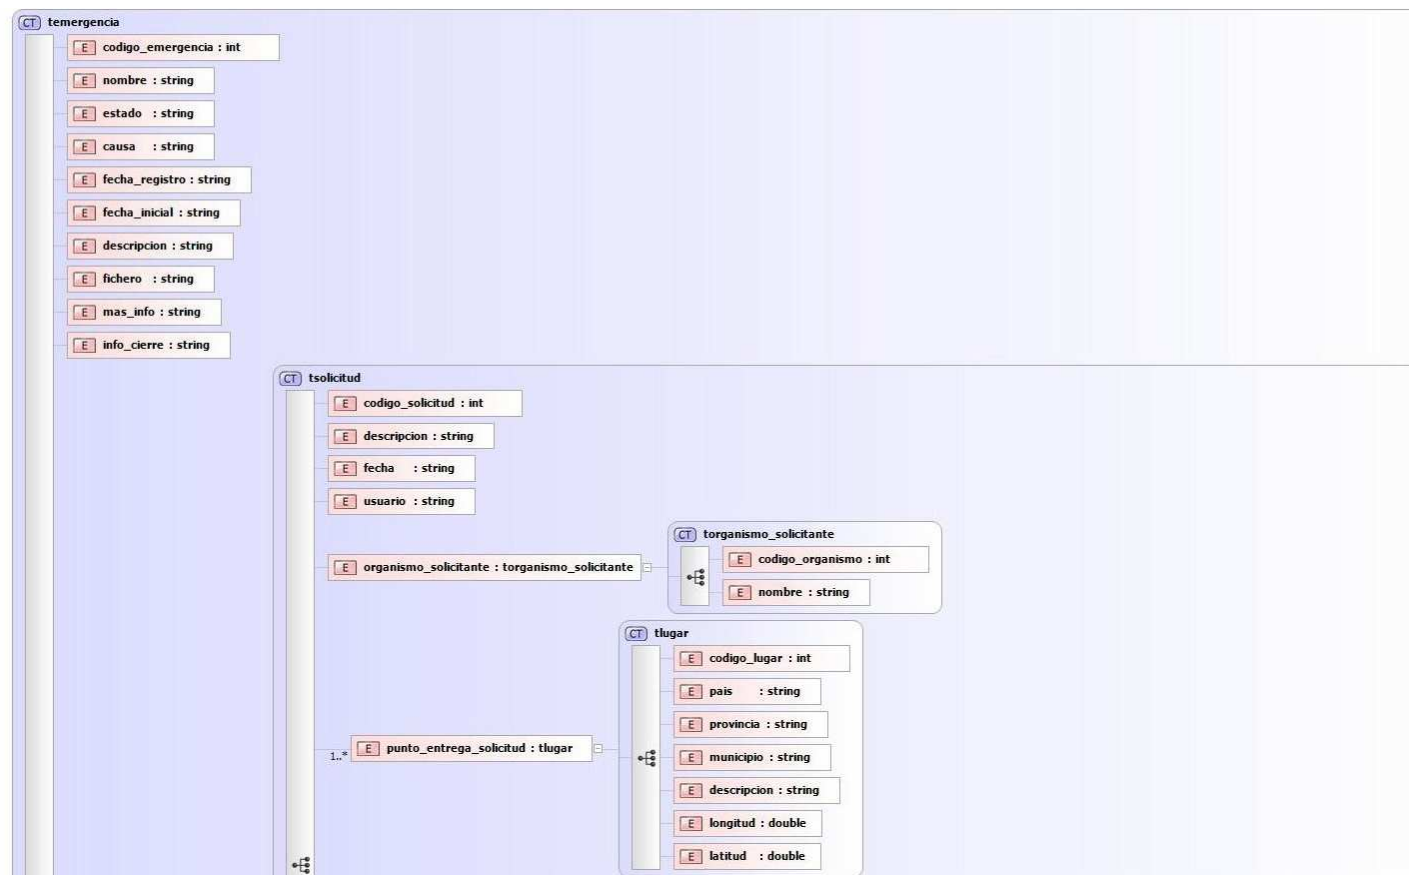 CT temergencia
E codigo_emergencia : int
E nombre : string
E estado : string
E causa : string
E fecha_registro : string
E fecha_inicial : string
E descripcion : string
E fichero : string
E mas_info : string
E info_cierre : string
CT tsolicitud
E codigo_solicitud : int
E descripcion : string
E fecha : string
E usuario : string
CT torganismo_solicitante
E codigo_organismo : int
E organismo_solicitante : torganismo_solicitante
E nombre : string
CT tlugar
E codigo_lugar : int
E pais : string
E provincia : string
1..* E punto_entrega_solicitud : tlugar
E municipio : string
E descripcion : string
E longitud : double
E latitud : double